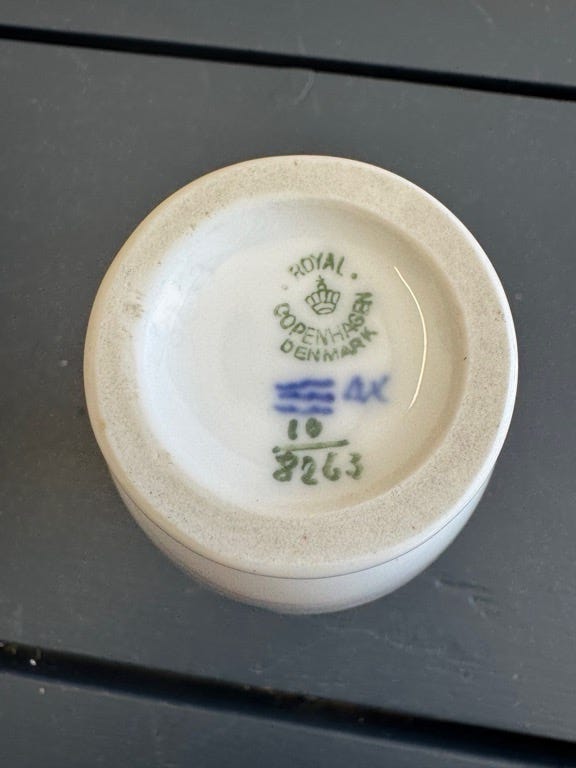 ROYAL
COPENHAGEN
DENMARK
AX
10
8263